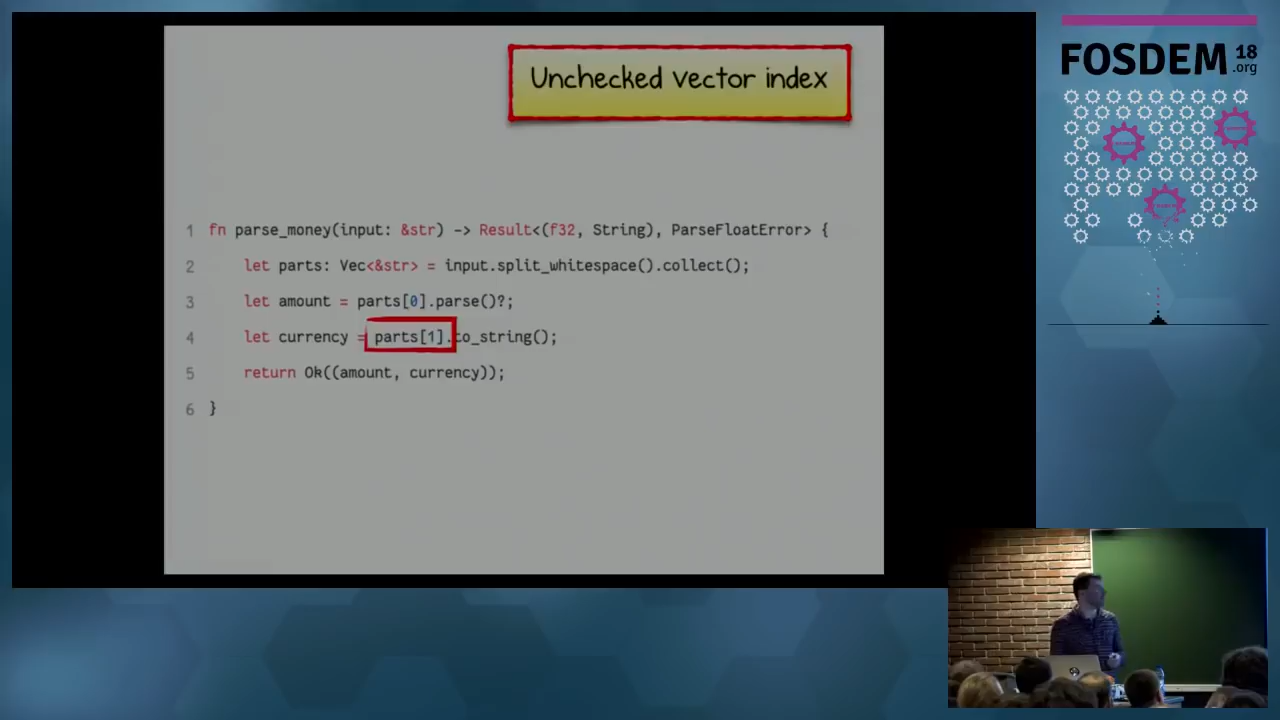 Unchecked vector index
1 fn parse_money(input: &str) -> Result<(f32, String), ParseFloatError> {
2 let parts: Vec<&str> = input.split_whitespace().collect();
3 let amount = parts[0].parse()?;
4 let currency = parts[1].to_string();
5 return Ok((amount, currency));
6 }
FOSDEM 18
.org